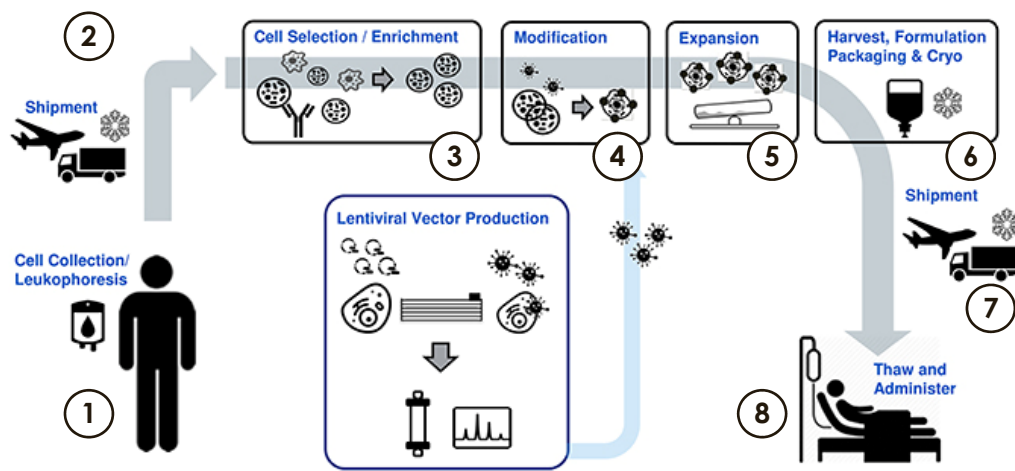 2
Shipment
Cell Selection / Enrichment
3
Modification
4
Expansion
5
Harvest, Formulation
Packaging & Cryo
6
Lentiviral Vector Production
Cell Collection/
Leukophoresis
1
Shipment
7
Thaw and
Administer
8